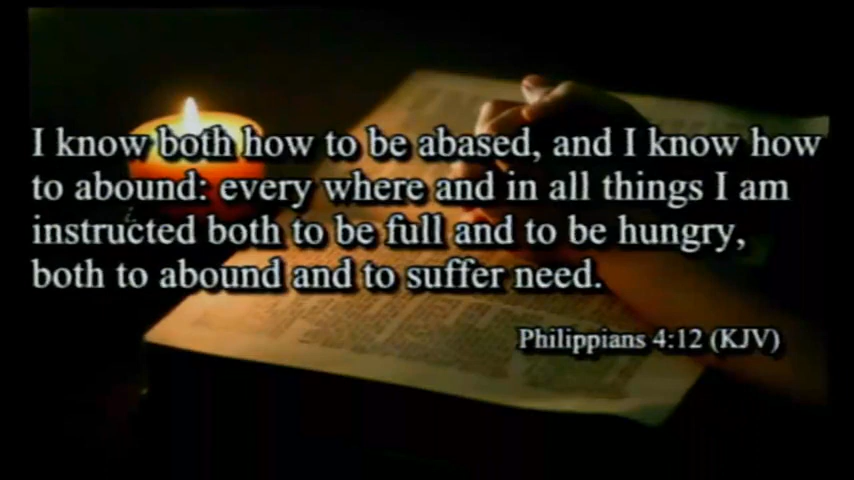 I know both how to be abased, and I know how
to abound: every where and in all things I am
instructed both to be full and to be hungry,
both to abound and to suffer need.
Philippians 4:12 (KJV)